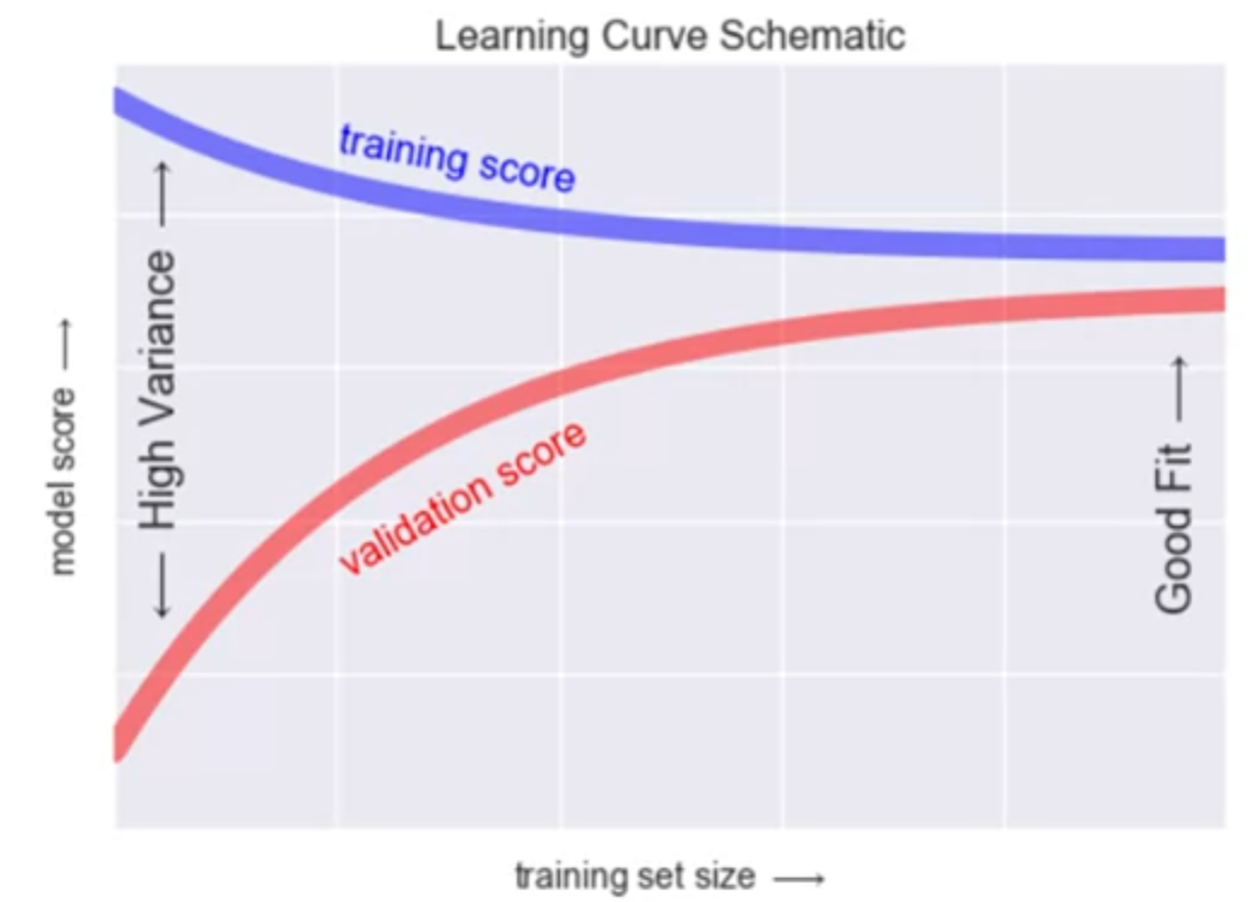 Learning Curve Schematic
training score
← High Variance →
model score →
validation score
Good Fit →
training set size →